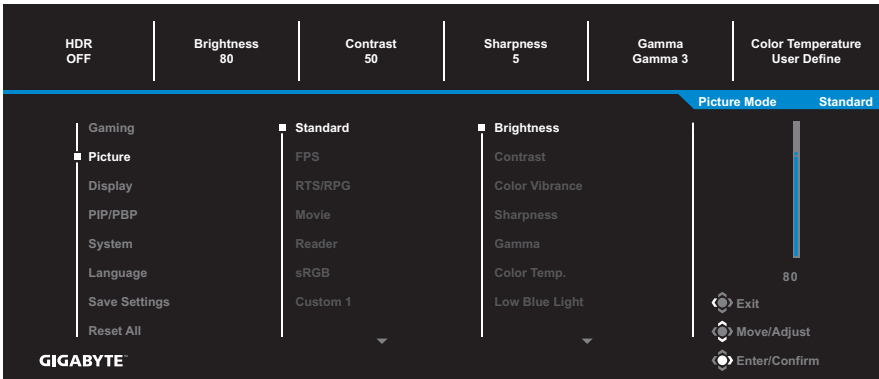 HDR Brightness Contrast Sharpness Gamma Color Temperature
OFF 80 50 5 Gamma 3 User Define
Picture Mode Standard
Gaming Standard Brightness
Picture FPS Contrast
Display RTS/RPG Color Vibrance
PIP/PBP Movie Sharpness
System Reader Gamma
Language sRGB Color Temp.
80
Save Settings Custom 1 Low Blue Light Exit
Reset All Move/Adjust
GIGABYTE™ Enter/Confirm